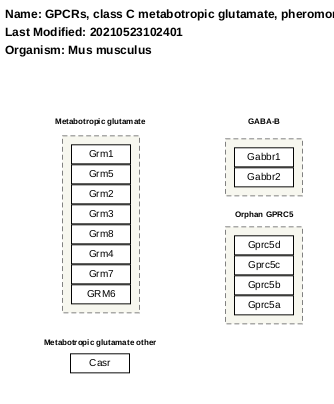 Name: GPCRs, class C metabotropic glutamate, pheromo
Last Modified: 20210523102401
Organism: Mus musculus
Metabotropic glutamate
Grm1
Grm5
Grm2
Grm3
Grm8
Grm4
Grm7
GRM6
Metabotropic glutamate other
Casr
GABA-B
Gabbr1
Gabbr2
Orphan GPRC5
Gprc5d
Gprc5c
Gprc5b
Gprc5a